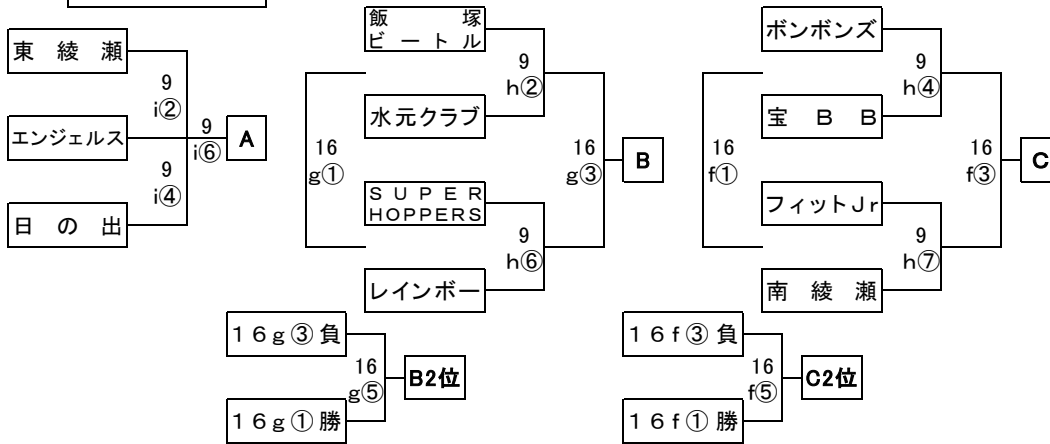 東綾瀬
9
i②
エンジェルス
9
i⑥
A
9
i④
日の出
飯塚
ビートル
9
h②
水元クラブ
16
g①
16
g③
B
SUPER
HOPPERS
9
h⑥
レインボー
16g③負
16
g⑤
B2位
16g①勝
ボンボンズ
9
h④
宝BB
16
f①
16
f③
C
フィットJr
9
h⑦
南綾瀬
16f③負
16
f⑤
C2位
16f①勝